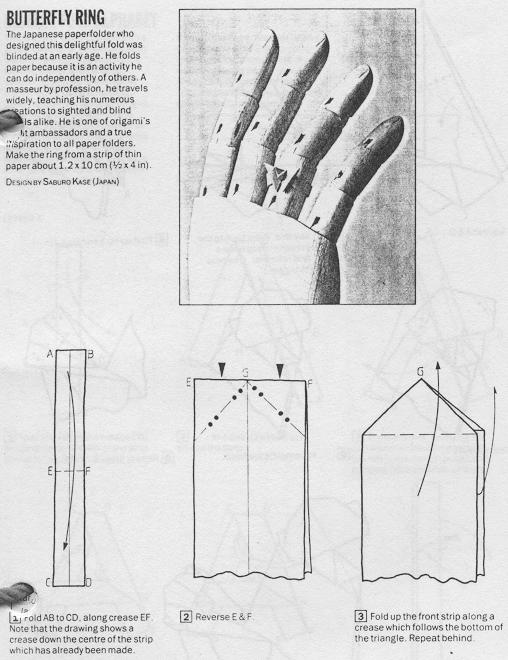 BUTTERFLY RING
The Japanese paperfolder who
designed this delightful fold was
blinded at an early age. He folds
paper because it is an activity he
can do independently of others. A
masseur by profession, he travels
widely, teaching his numerous
to sighted and blind
alike. He is one of origami's
ambassadors and a true
inspiration to all paper folders.
Make the ring from a strip of thin
paper about 1.2 x 10 cm (½ x 4 in).
DESIGN BY SABURO KASE (JAPAN)
A B
E F
C D
E G F
G
1 Fold AB to CD, along crease EF.
Note that the drawing shows a
crease down the centre of the strip
which has already been made.
2 Reverse E & F.
3 Fold up the front strip along a
crease which follows the bottom of
the triangle. Repeat behind.